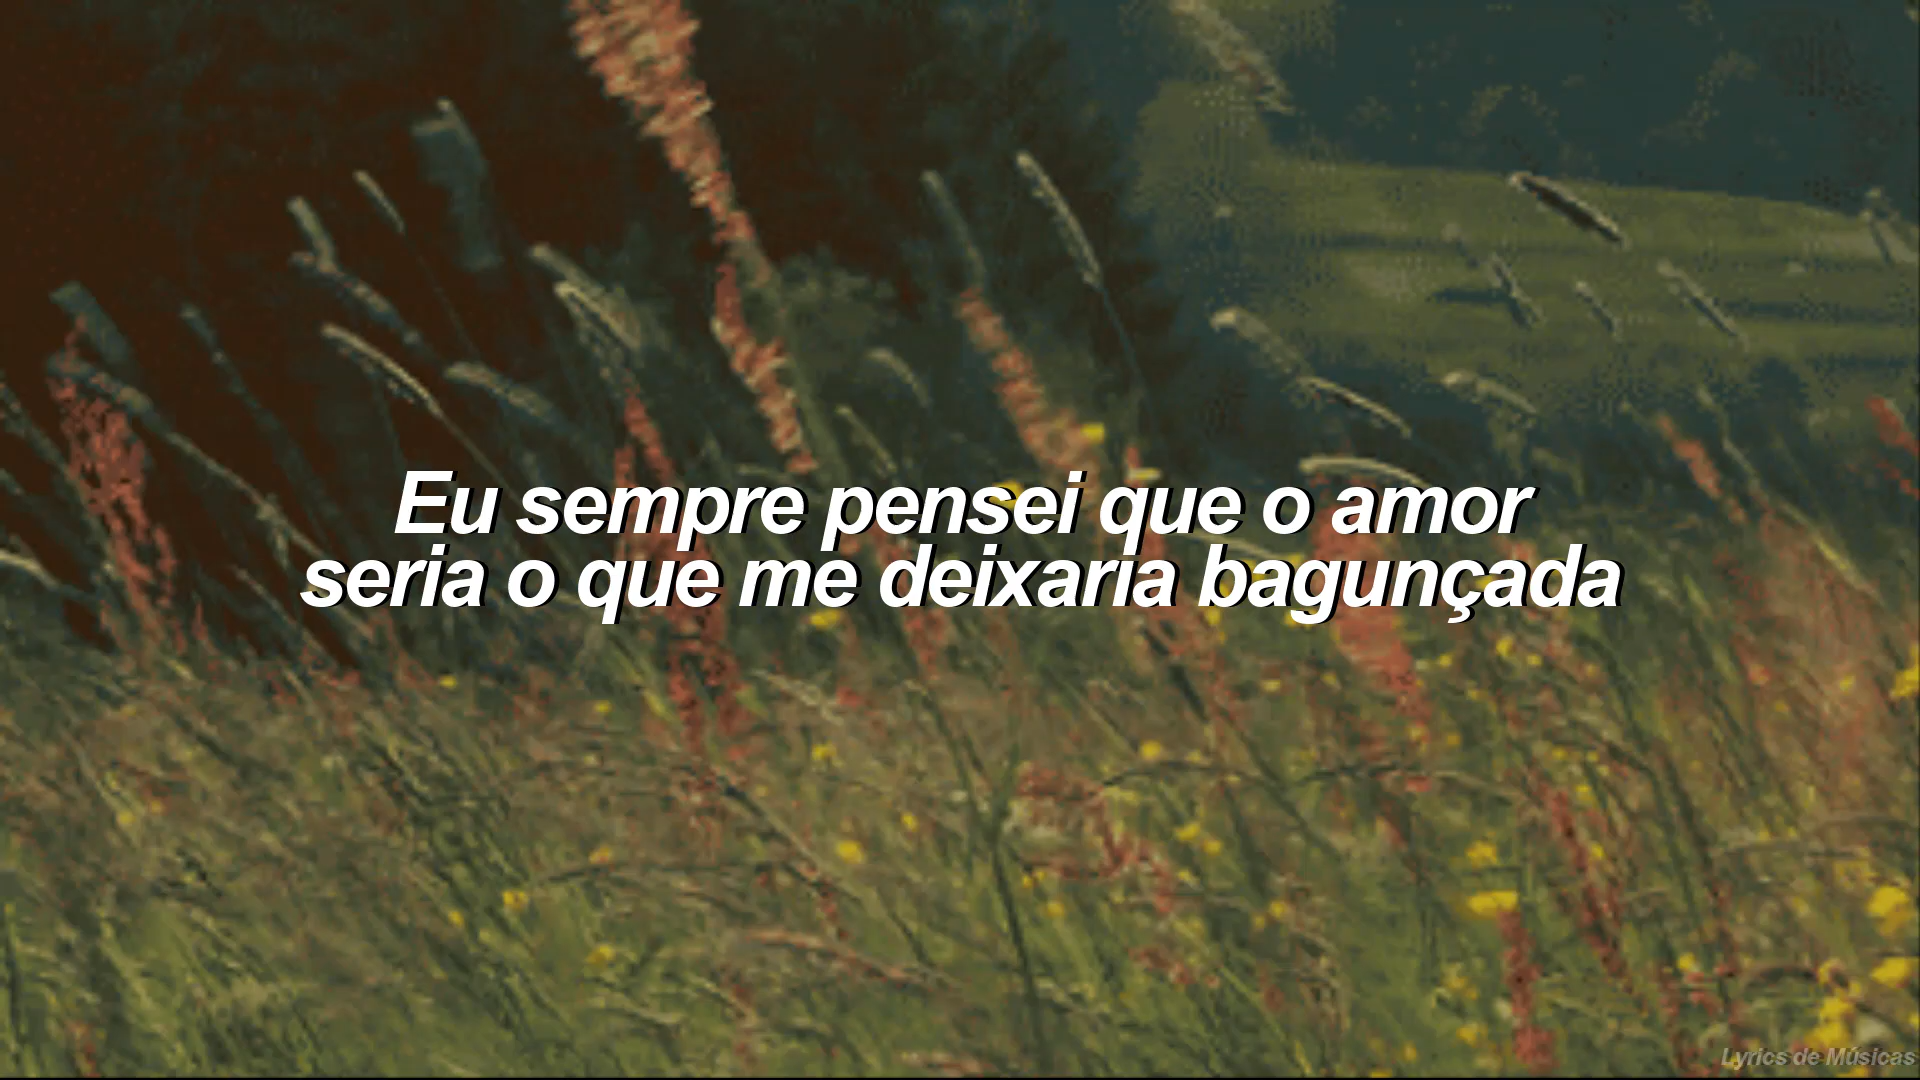 Eu sempre pensei que o amor
seria o que me deixaria bagunçada
Lyrics de Músicas